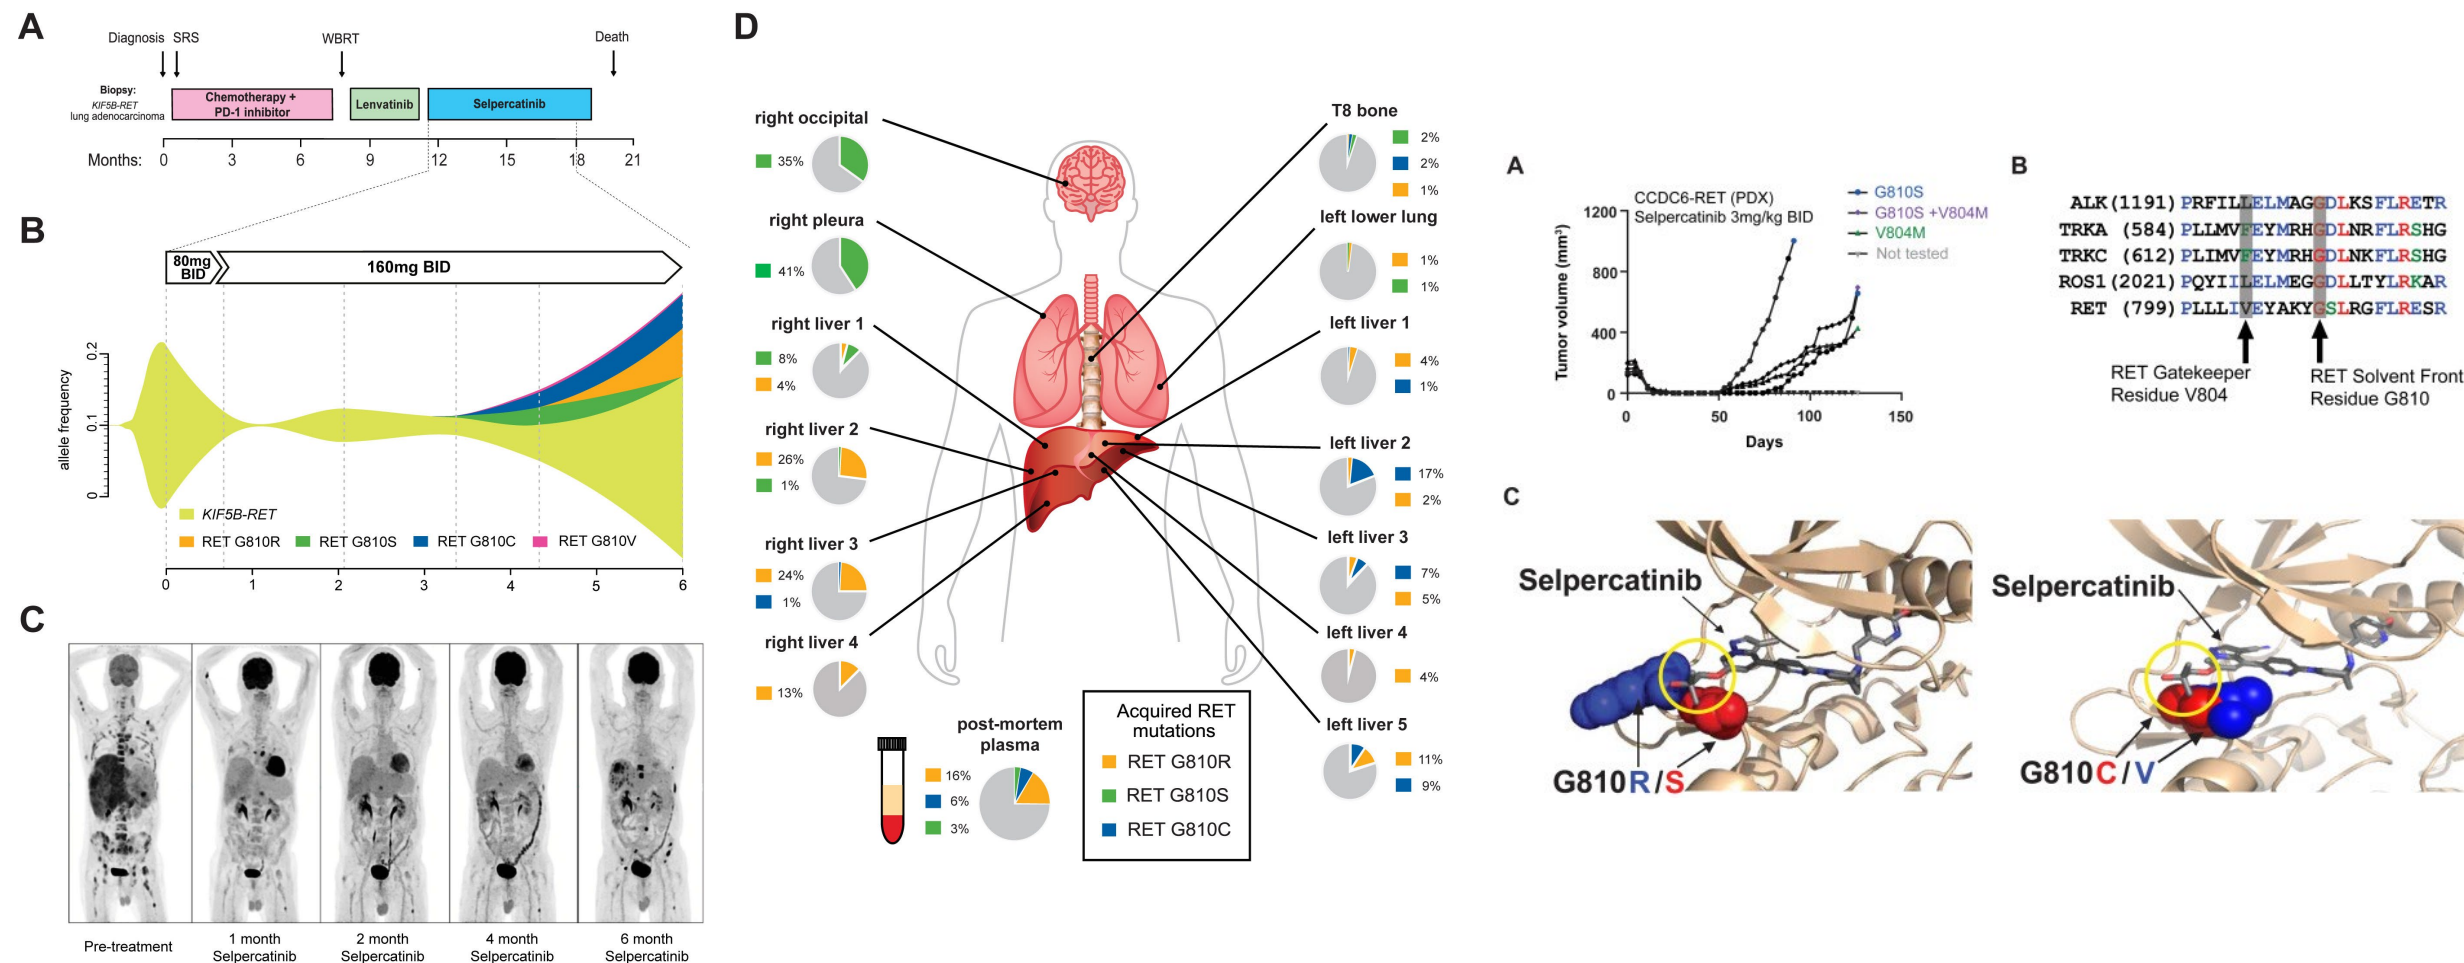 A
Diagnosis SRS WBRT Death
Biopsy:
KIF5B-RET
lung adenocarcinoma
Chemotherapy +
PD-1 inhibitor
Lenvatinib
Selpercatinib
Months: 0 3 6 9 12 15 18 21
B
80mg
BID
160mg BID
allele frequency
0.2
0.1
0
KIF5B-RET
RET G810R RET G810S RET G810C RET G810V
0 1 2 3 4 5 6
C
Pre-treatment
1 month
Selpercatinib
2 month
Selpercatinib
4 month
Selpercatinib
6 month
Selpercatinib
D
right occipital
35%
right pleura
41%
right liver 1
8%
4%
right liver 2
26%
1%
right liver 3
24%
1%
right liver 4
13%
T8 bone
2%
2%
1%
left lower lung
1%
1%
left liver 1
4%
1%
left liver 2
17%
2%
left liver 3
7%
5%
left liver 4
4%
left liver 5
11%
9%
post-mortem
plasma
16%
6%
3%
Acquired RET
mutations
RET G810R
RET G810S
RET G810C
A
CCDC6-RET (PDX)
Selpercatinib 3mg/kg BID
G810S
G810S +V804M
V804M
Not tested
Tumor volume (mm³)
1200
800
400
0
0 50 100 150
Days
B
ALK(1191) PRFILLLELMAGGDLKSFLRETR
TRKA (584) PLLMVFEYMRHGDLNRFLRSHG
TRKC (612) PLIMVFEYMRHGDLNKFLRSHG
ROS1(2021) PQYIILELMEGGDLLTYLRKAR
RET (799) PLLLIVEYAKYGSLRGFLRESR
RET Gatekeeper
Residue V804
RET Solvent Front
Residue G810
C
Selpercatinib
G810R/S
Selpercatinib
G810C/V